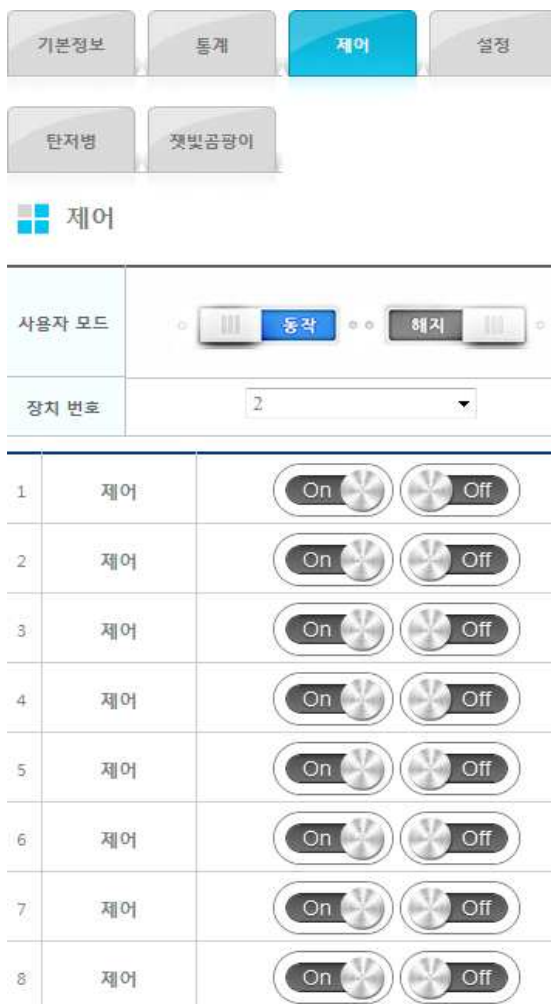 기본정보 통계 제어 설정
탄저병 잿빛곰팡이
제어
사용자 모드 동작 해지
장치 번호 2
1 제어 On Off
2 제어 On Off
3 제어 On Off
4 제어 On Off
5 제어 On Off
6 제어 On Off
7 제어 On Off
8 제어 On Off